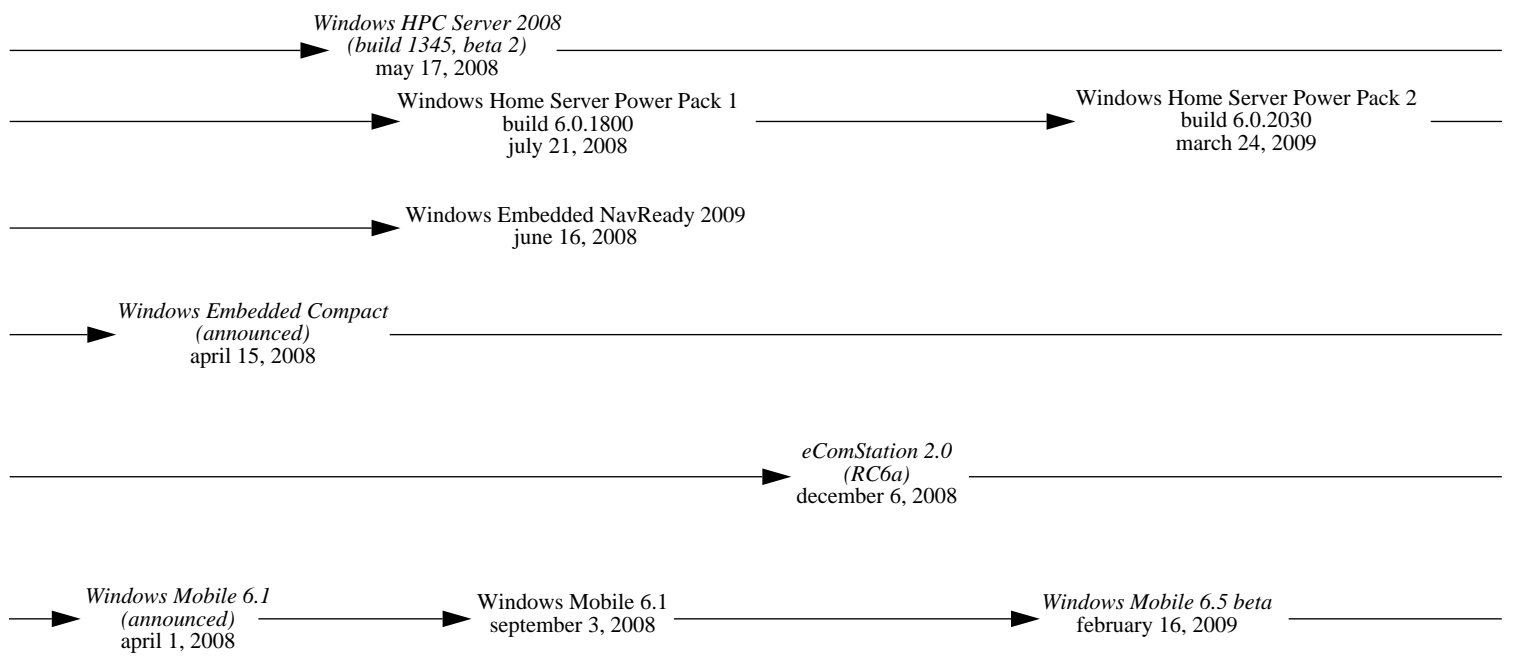 Windows HPC Server 2008
(build 1345, beta 2)
may 17, 2008
Windows Home Server Power Pack 1
build 6.0.1800
july 21, 2008
Windows Home Server Power Pack 2
build 6.0.2030
march 24, 2009
Windows Embedded NavReady 2009
june 16, 2008
Windows Embedded Compact
(announced)
april 15, 2008
eComStation 2.0
(RC6a)
december 6, 2008
Windows Mobile 6.1
(announced)
april 1, 2008
Windows Mobile 6.1
september 3, 2008
Windows Mobile 6.5 beta
february 16, 2009